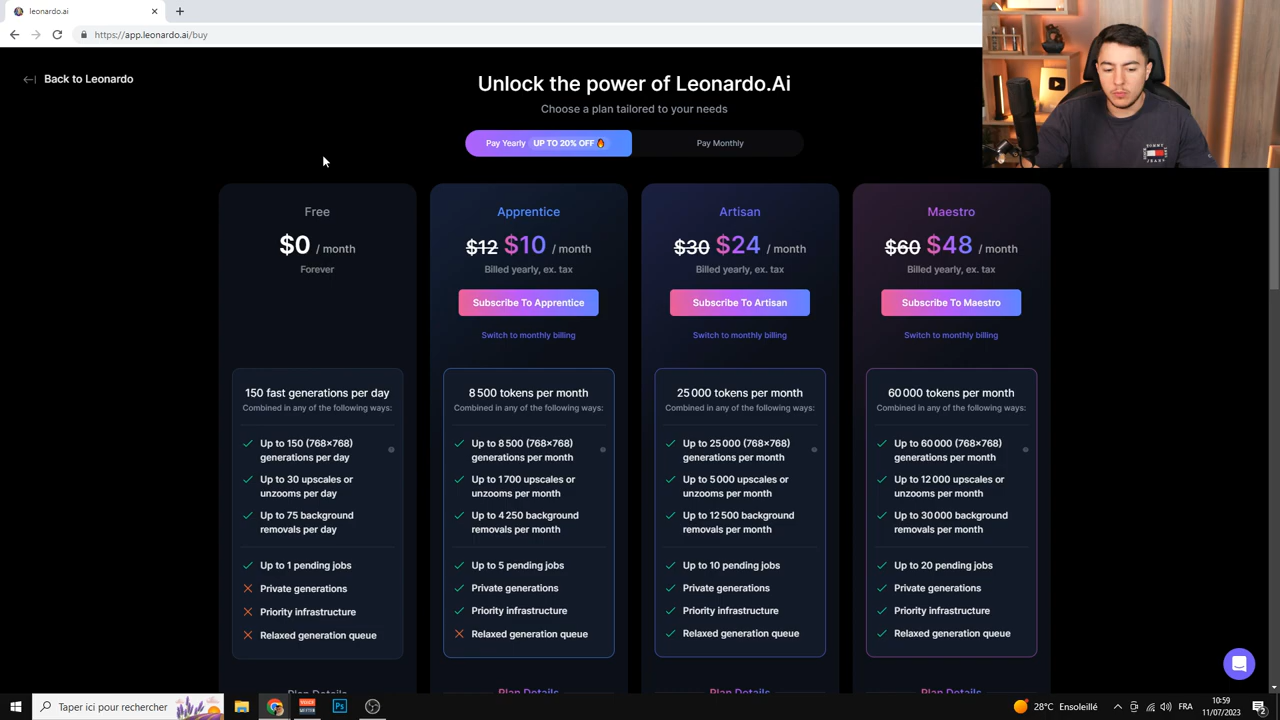 leonardo.ai
https://app.leonardo.ai/buy
Back to Leonardo
Unlock the power of Leonardo.Ai
Choose a plan tailored to your needs
Pay Yearly UP TO 20% OFF 🔥
Pay Monthly
Free
$0 / month
Forever
150 fast generations per day
Combined in any of the following ways:
Up to 150 (768×768)
generations per day
Up to 30 upscales or
unzooms per day
Up to 75 background
removals per day
Up to 1 pending jobs
Private generations
Priority infrastructure
Relaxed generation queue
Plan Details
Apprentice
$12 $10 / month
Billed yearly, ex. tax
Subscribe To Apprentice
Switch to monthly billing
8 500 tokens per month
Combined in any of the following ways:
Up to 8 500 (768×768)
generations per month
Up to 1 700 upscales or
unzooms per month
Up to 4 250 background
removals per month
Up to 5 pending jobs
Private generations
Priority infrastructure
Relaxed generation queue
Plan Details
Artisan
$30 $24 / month
Billed yearly, ex. tax
Subscribe To Artisan
Switch to monthly billing
25 000 tokens per month
Combined in any of the following ways:
Up to 25 000 (768×768)
generations per month
Up to 5 000 upscales or
unzooms per month
Up to 12 500 background
removals per month
Up to 10 pending jobs
Private generations
Priority infrastructure
Relaxed generation queue
Plan Details
Maestro
$60 $48 / month
Billed yearly, ex. tax
Subscribe To Maestro
Switch to monthly billing
60 000 tokens per month
Combined in any of the following ways:
Up to 60 000 (768×768)
generations per month
Up to 12 000 upscales or
unzooms per month
Up to 30 000 background
removals per month
Up to 20 pending jobs
Private generations
Priority infrastructure
Relaxed generation queue
Plan Details
TOMMY
JEANS
Taper ici pour rechercher
Ps
28°C Ensoleillé
FRA
10:59
11/07/2023
2